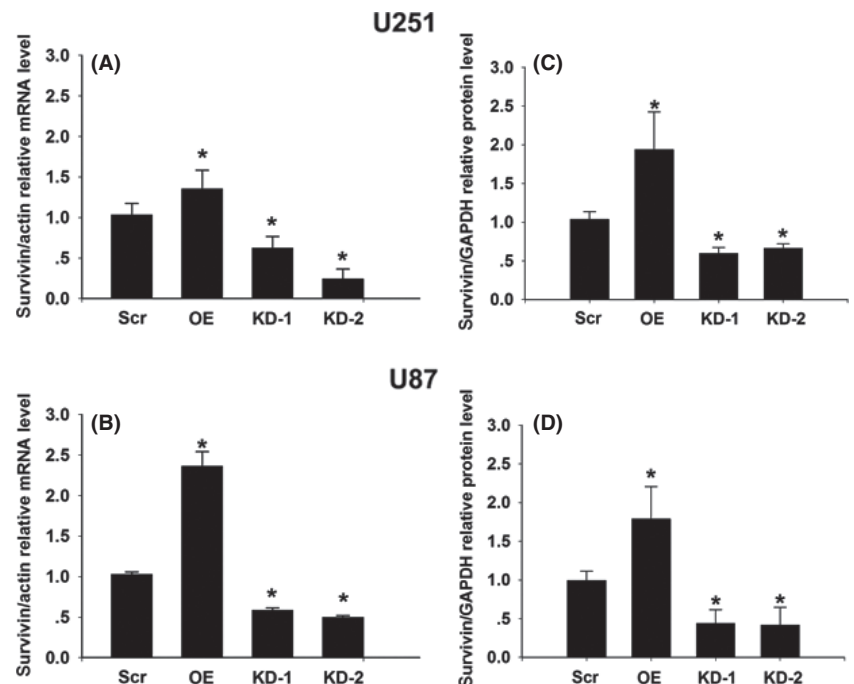 U251
(A)
Survivin/actin relative mRNA level
3.0
2.5
2.0
1.5
1.0
.5
0.0
*
*
*
Scr OE KD-1 KD-2
(C)
Survivin/GAPDH relative protein level
3.0
2.5
2.0
1.5
1.0
.5
0.0
*
*
*
Scr OE KD-1 KD-2
U87
(B)
Survivin/actin relative mRNA level
3.0
2.5
2.0
1.5
1.0
.5
0.0
*
*
*
Scr OE KD-1 KD-2
(D)
Survivin/GAPDH relative protein level
3.0
2.5
2.0
1.5
1.0
.5
0.0
*
*
*
Scr OE KD-1 KD-2